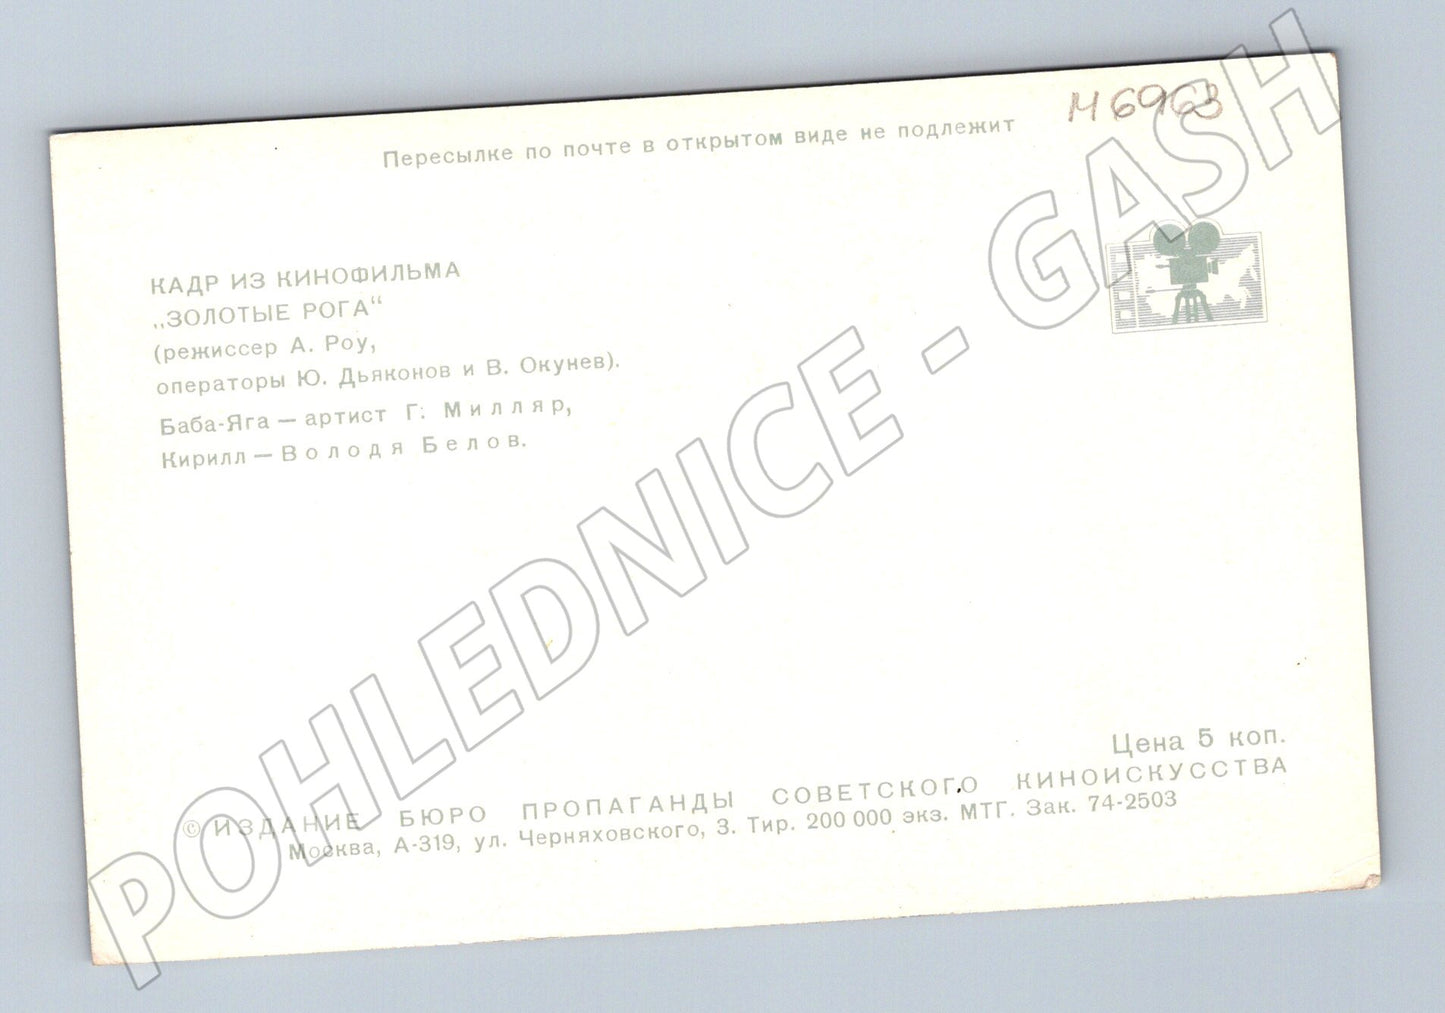 М 6963
Пересылке по почте в открытом виде не подлежит
КАДР ИЗ КИНОФИЛЬМА
„ЗОЛОТЫЕ РОГА“
(режиссер А. Роу,
операторы Ю. Дьяконов и В. Окунев).
Баба-Яга — артист Г. Милляр,
Кирилл — Володя Белов.
Цена 5 коп.
© ИЗДАНИЕ БЮРО ПРОПАГАНДЫ СОВЕТСКОГО КИНОИСКУССТВА
Москва, А-319, ул. Черняховского, 3. Тир. 200 000 экз. МТГ. Зак. 74-2503
POHLEDNICE - GASH